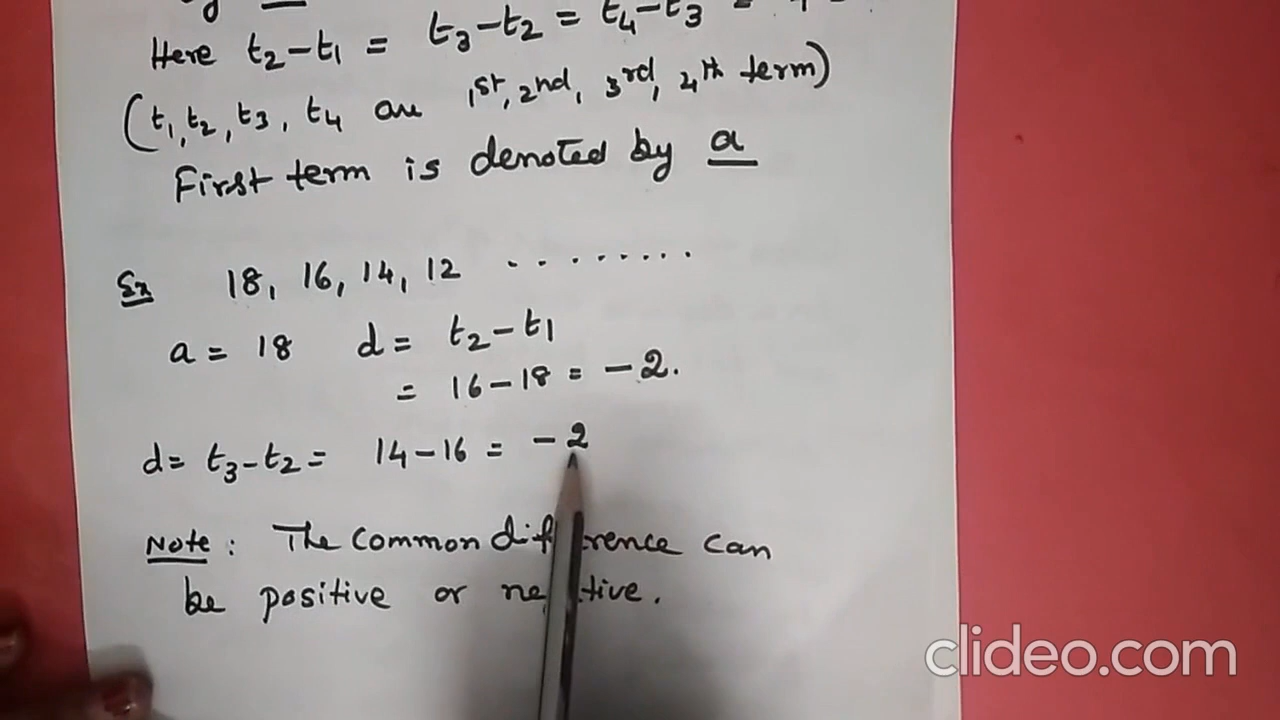 by
Here t₂-t₁ = t₃-t₂ = t₄-t₃ =
(t₁, t₂, t₃, t₄ are 1st, 2nd, 3rd, 4th term)
First term is denoted by a
Ex 18, 16, 14, 12 .........
a = 18 d = t₂-t₁
= 16-18 = -2.
d = t₃-t₂ = 14-16 = -2
Note: The common difference can
be positive or negative.
clideo.com